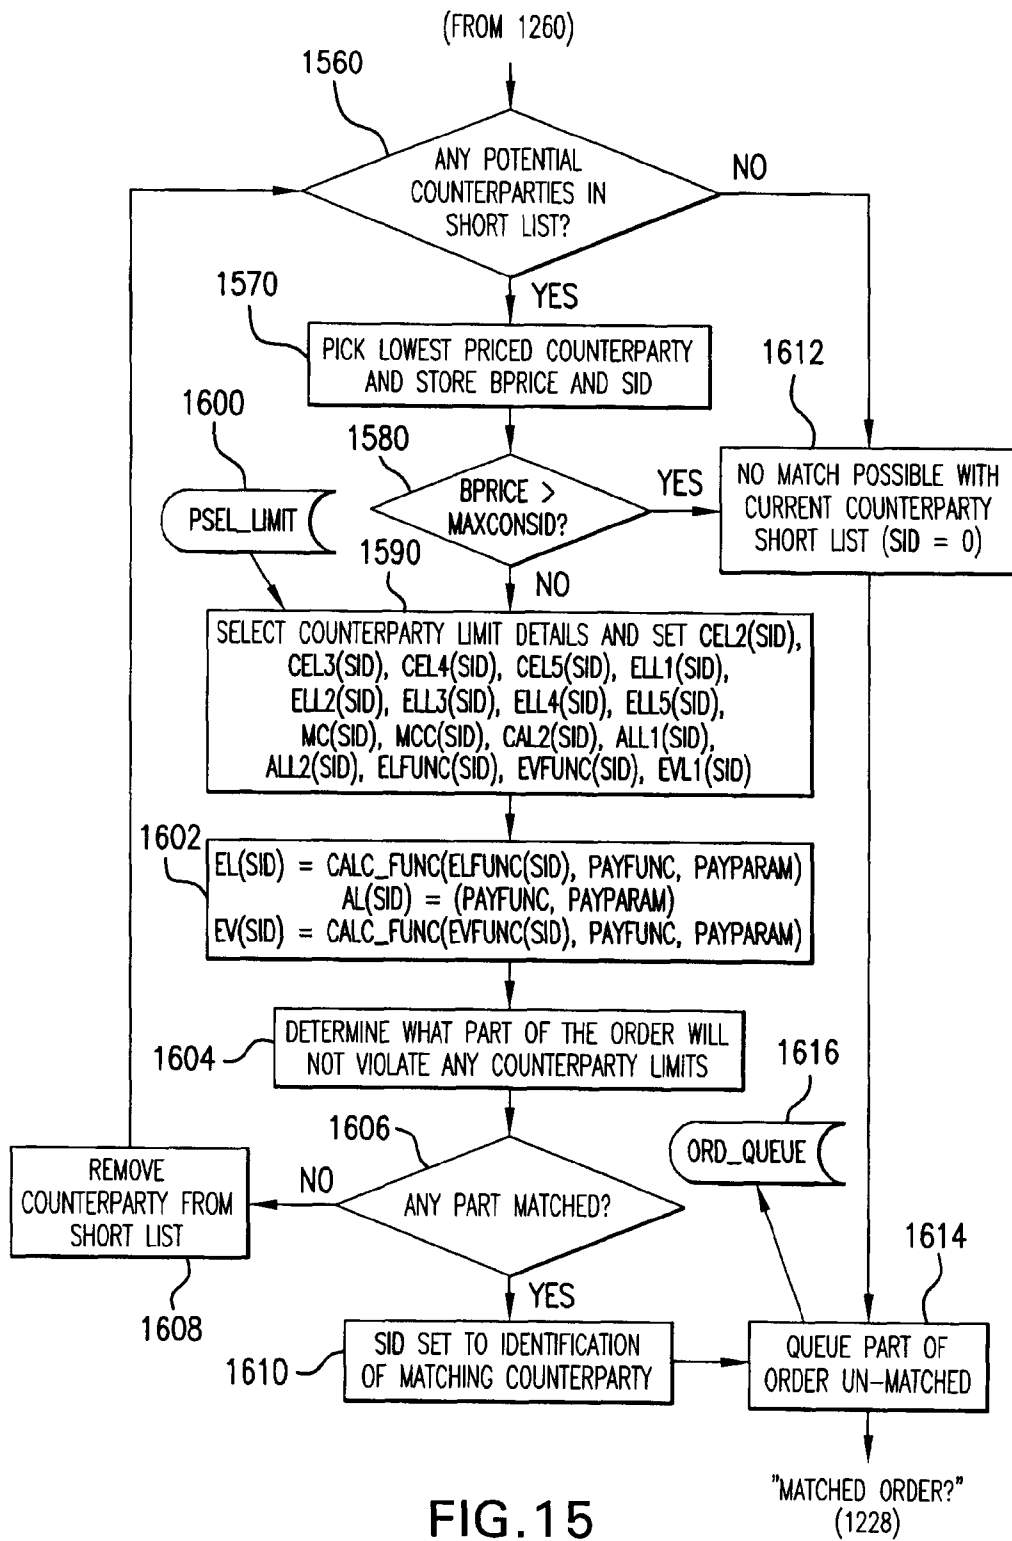 (FROM 1260)
1560
ANY POTENTIAL
COUNTERPARTIES IN
SHORT LIST?
NO
YES
1570
PICK LOWEST PRICED COUNTERPARTY
AND STORE BPRICE AND SID
1612
1600
PSEL_LIMIT
1580
BPRICE >
MAXCONSID?
YES
NO MATCH POSSIBLE WITH
CURRENT COUNTERPARTY
SHORT LIST (SID = 0)
1590
NO
SELECT COUNTERPARTY LIMIT DETAILS AND SET CEL2(SID),
CEL3(SID), CEL4(SID), CEL5(SID), ELL1(SID),
ELL2(SID), ELL3(SID), ELL4(SID), ELL5(SID),
MC(SID), MCC(SID), CAL2(SID), ALL1(SID),
ALL2(SID), ELFUNC(SID), EVFUNC(SID), EVL1(SID)
1602
EL(SID) = CALC_FUNC(ELFUNC(SID), PAYFUNC, PAYPARAM)
AL(SID) = (PAYFUNC, PAYPARAM)
EV(SID) = CALC_FUNC(EVFUNC(SID), PAYFUNC, PAYPARAM)
1604
DETERMINE WHAT PART OF THE ORDER WILL
NOT VIOLATE ANY COUNTERPARTY LIMITS
1616
ORD_QUEUE
1606
ANY PART MATCHED?
NO
REMOVE
COUNTERPARTY FROM
SHORT LIST
1608
YES
1610
SID SET TO IDENTIFICATION
OF MATCHING COUNTERPARTY
1614
QUEUE PART OF
ORDER UN-MATCHED
"MATCHED ORDER?"
(1228)
FIG.15